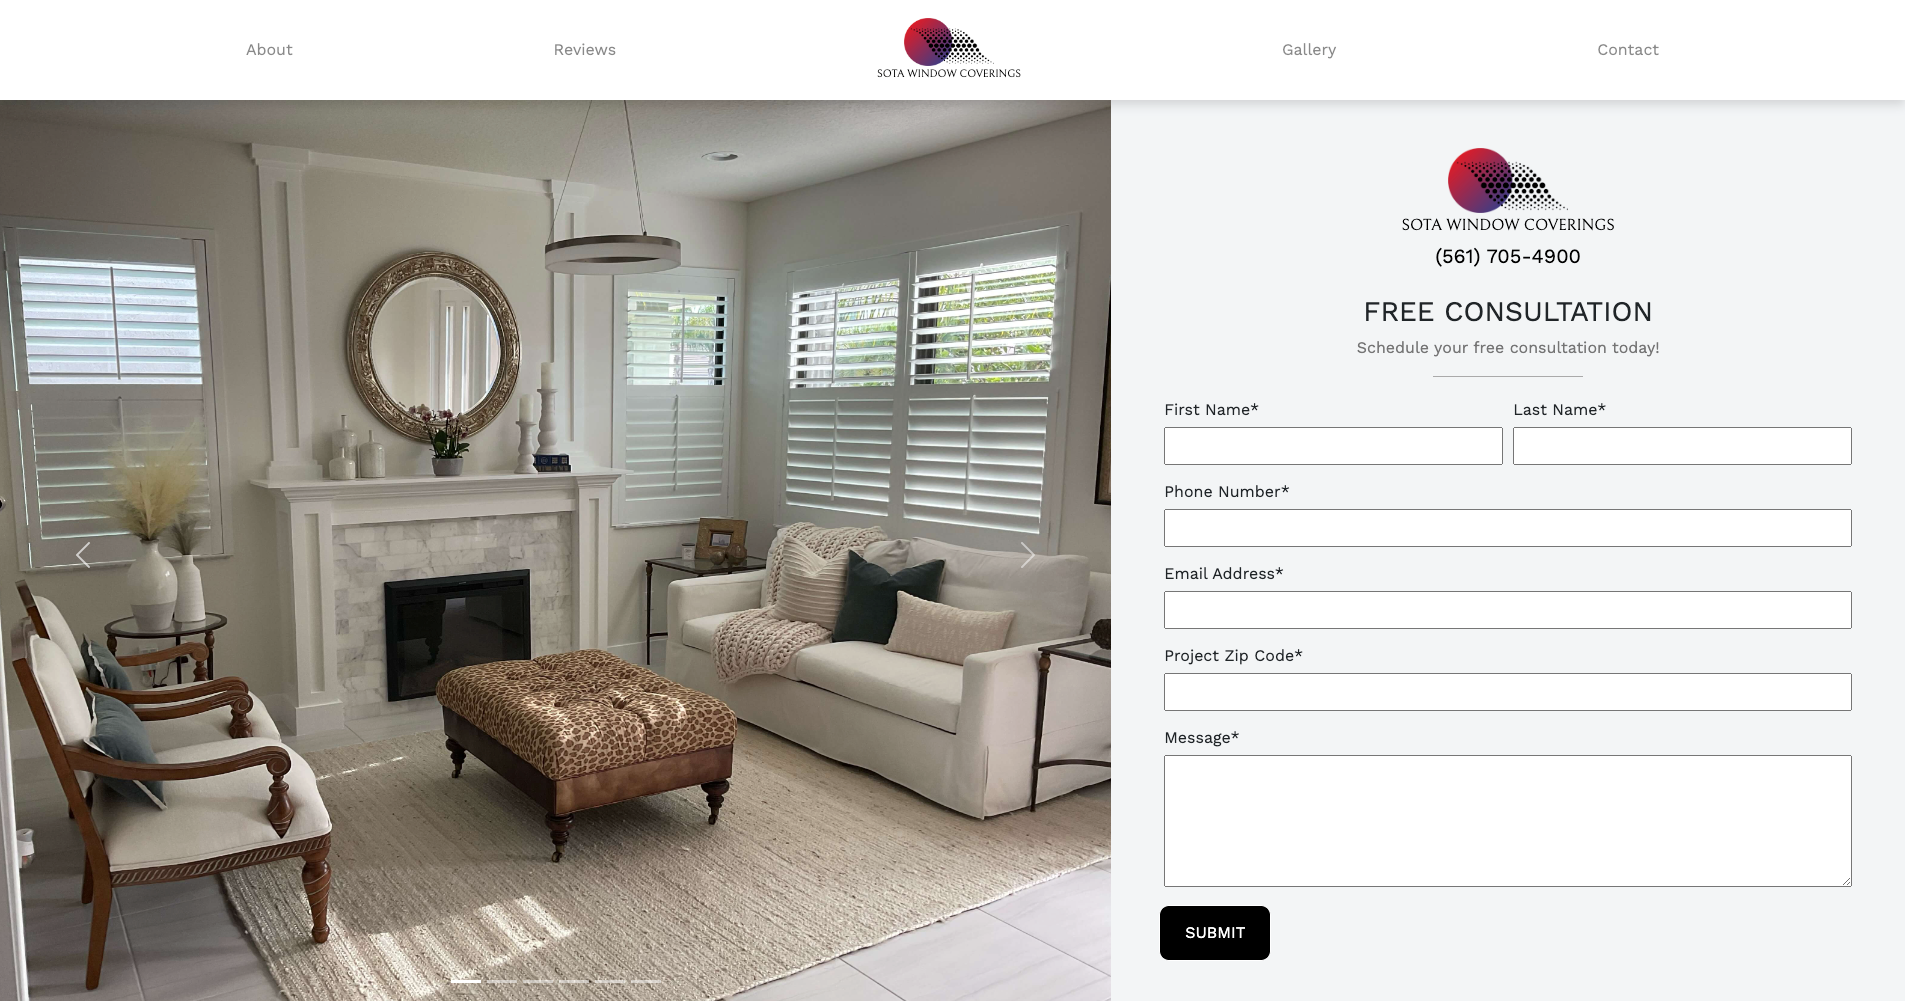 About
Reviews
SOTA WINDOW COVERINGS
Gallery
Contact
SOTA WINDOW COVERINGS
(561) 705-4900
FREE CONSULTATION
Schedule your free consultation today!
First Name*
Last Name*
Phone Number*
Email Address*
Project Zip Code*
Message*
SUBMIT